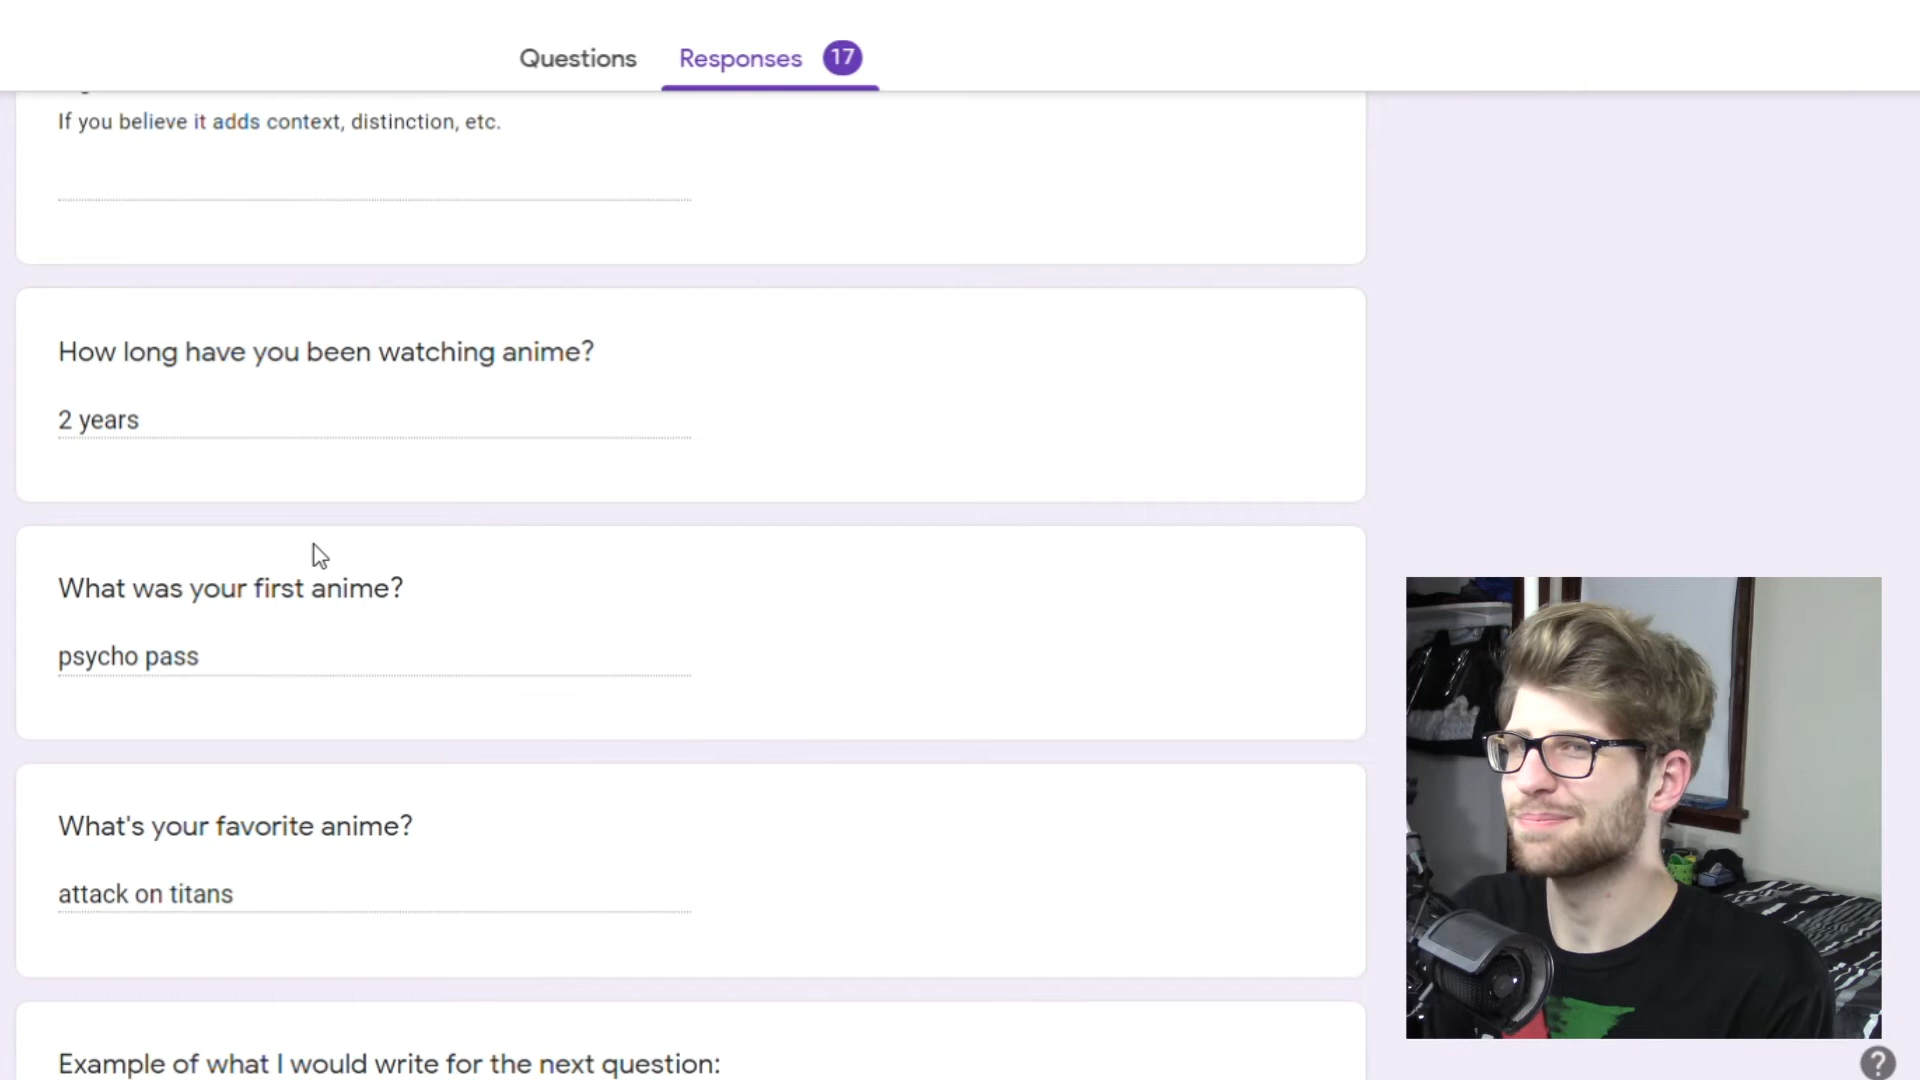 Questions
Responses 17
If you believe it adds context, distinction, etc.
How long have you been watching anime?
2 years
What was your first anime?
psycho pass
What's your favorite anime?
attack on titans
Example of what I would write for the next question:
?